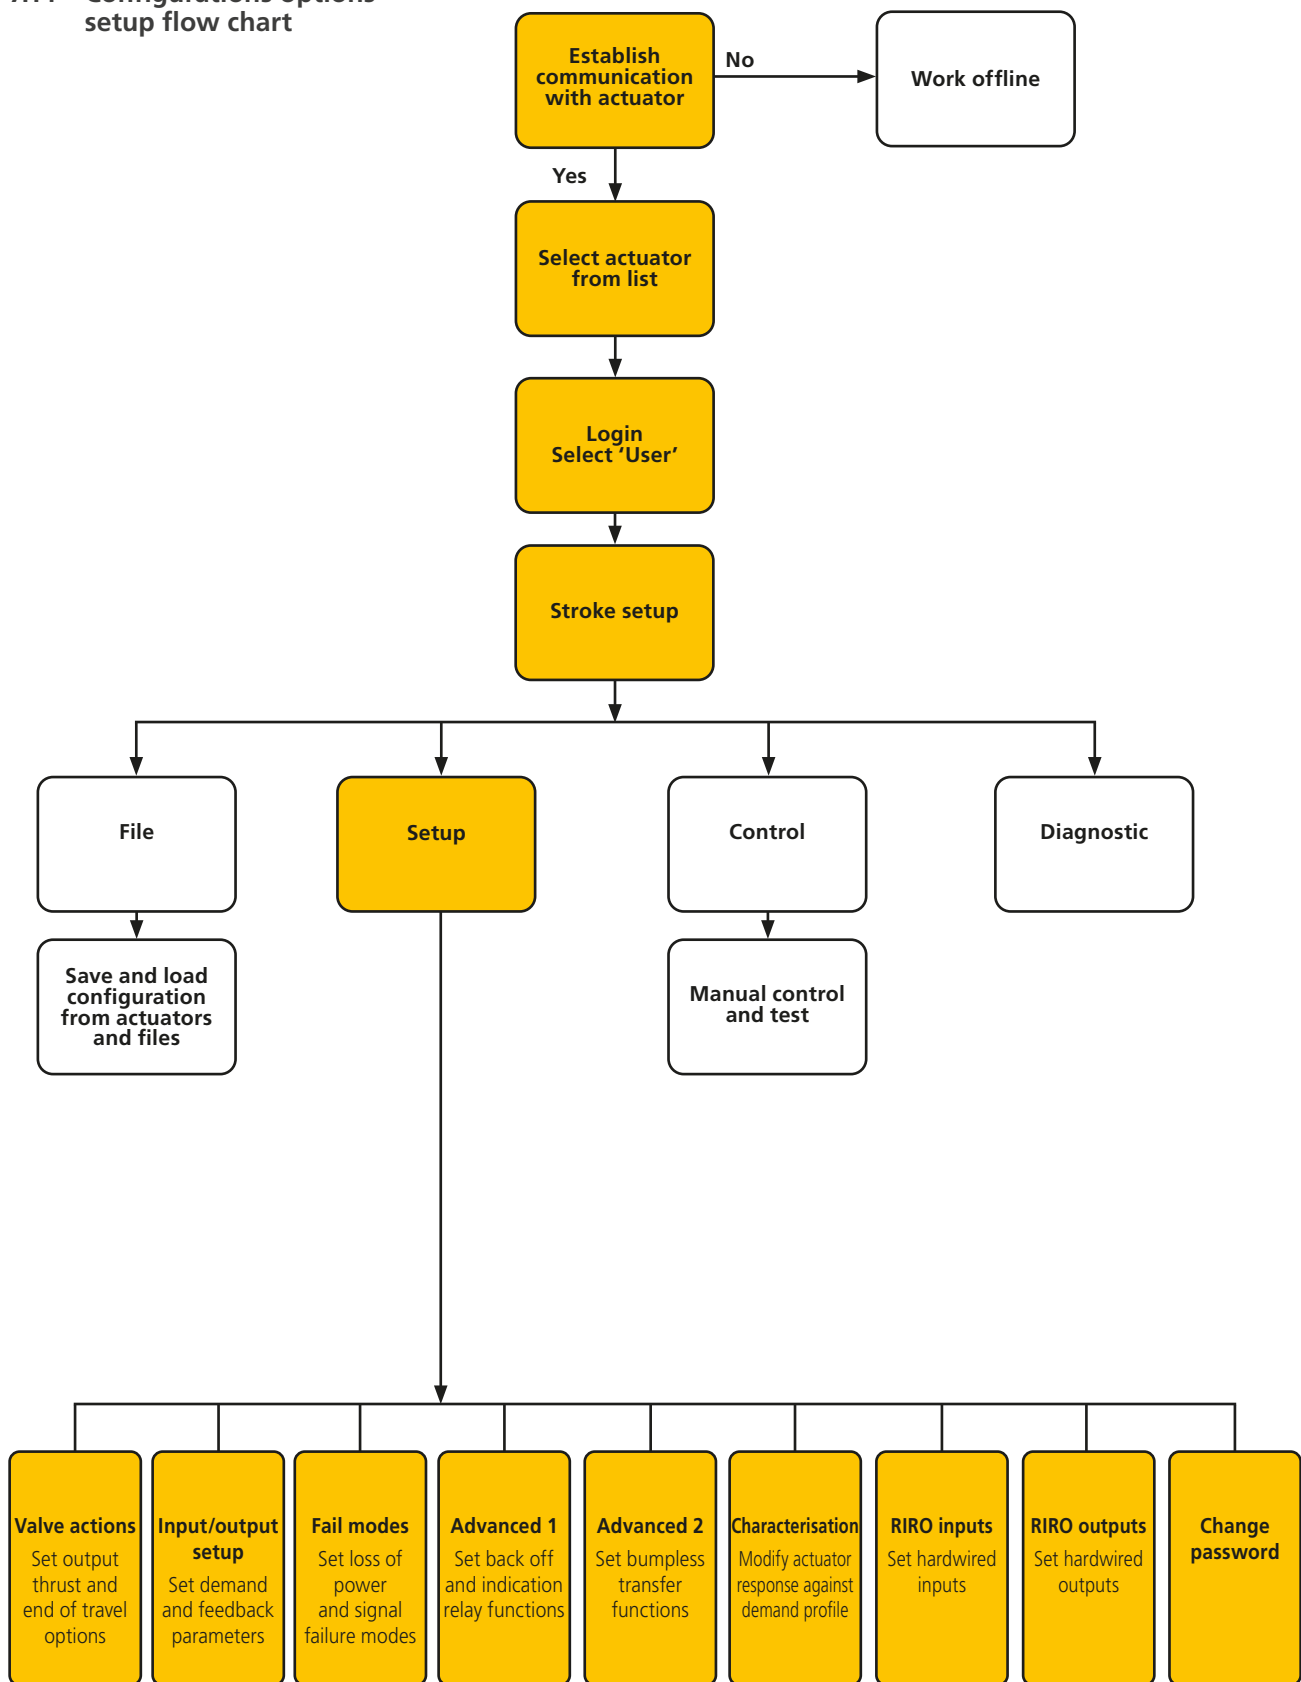 setup flow chart
Establish
communication
with actuator
No
Work offline
Yes
Select actuator
from list
Login
Select ‘User’
Stroke setup
File
Setup
Control
Diagnostic
Save and load
configuration
from actuators
and files
Manual control
and test
Valve actions
Set output
thrust and
end of travel
options
Input/output
setup
Set demand
and feedback
parameters
Fail modes
Set loss of
power
and signal
failure modes
Advanced 1
Set back off
and indication
relay functions
Advanced 2
Set bumpless
transfer
functions
Characterisation
Modify actuator
response against
demand profile
RIRO inputs
Set hardwired
inputs
RIRO outputs
Set hardwired
outputs
Change
password